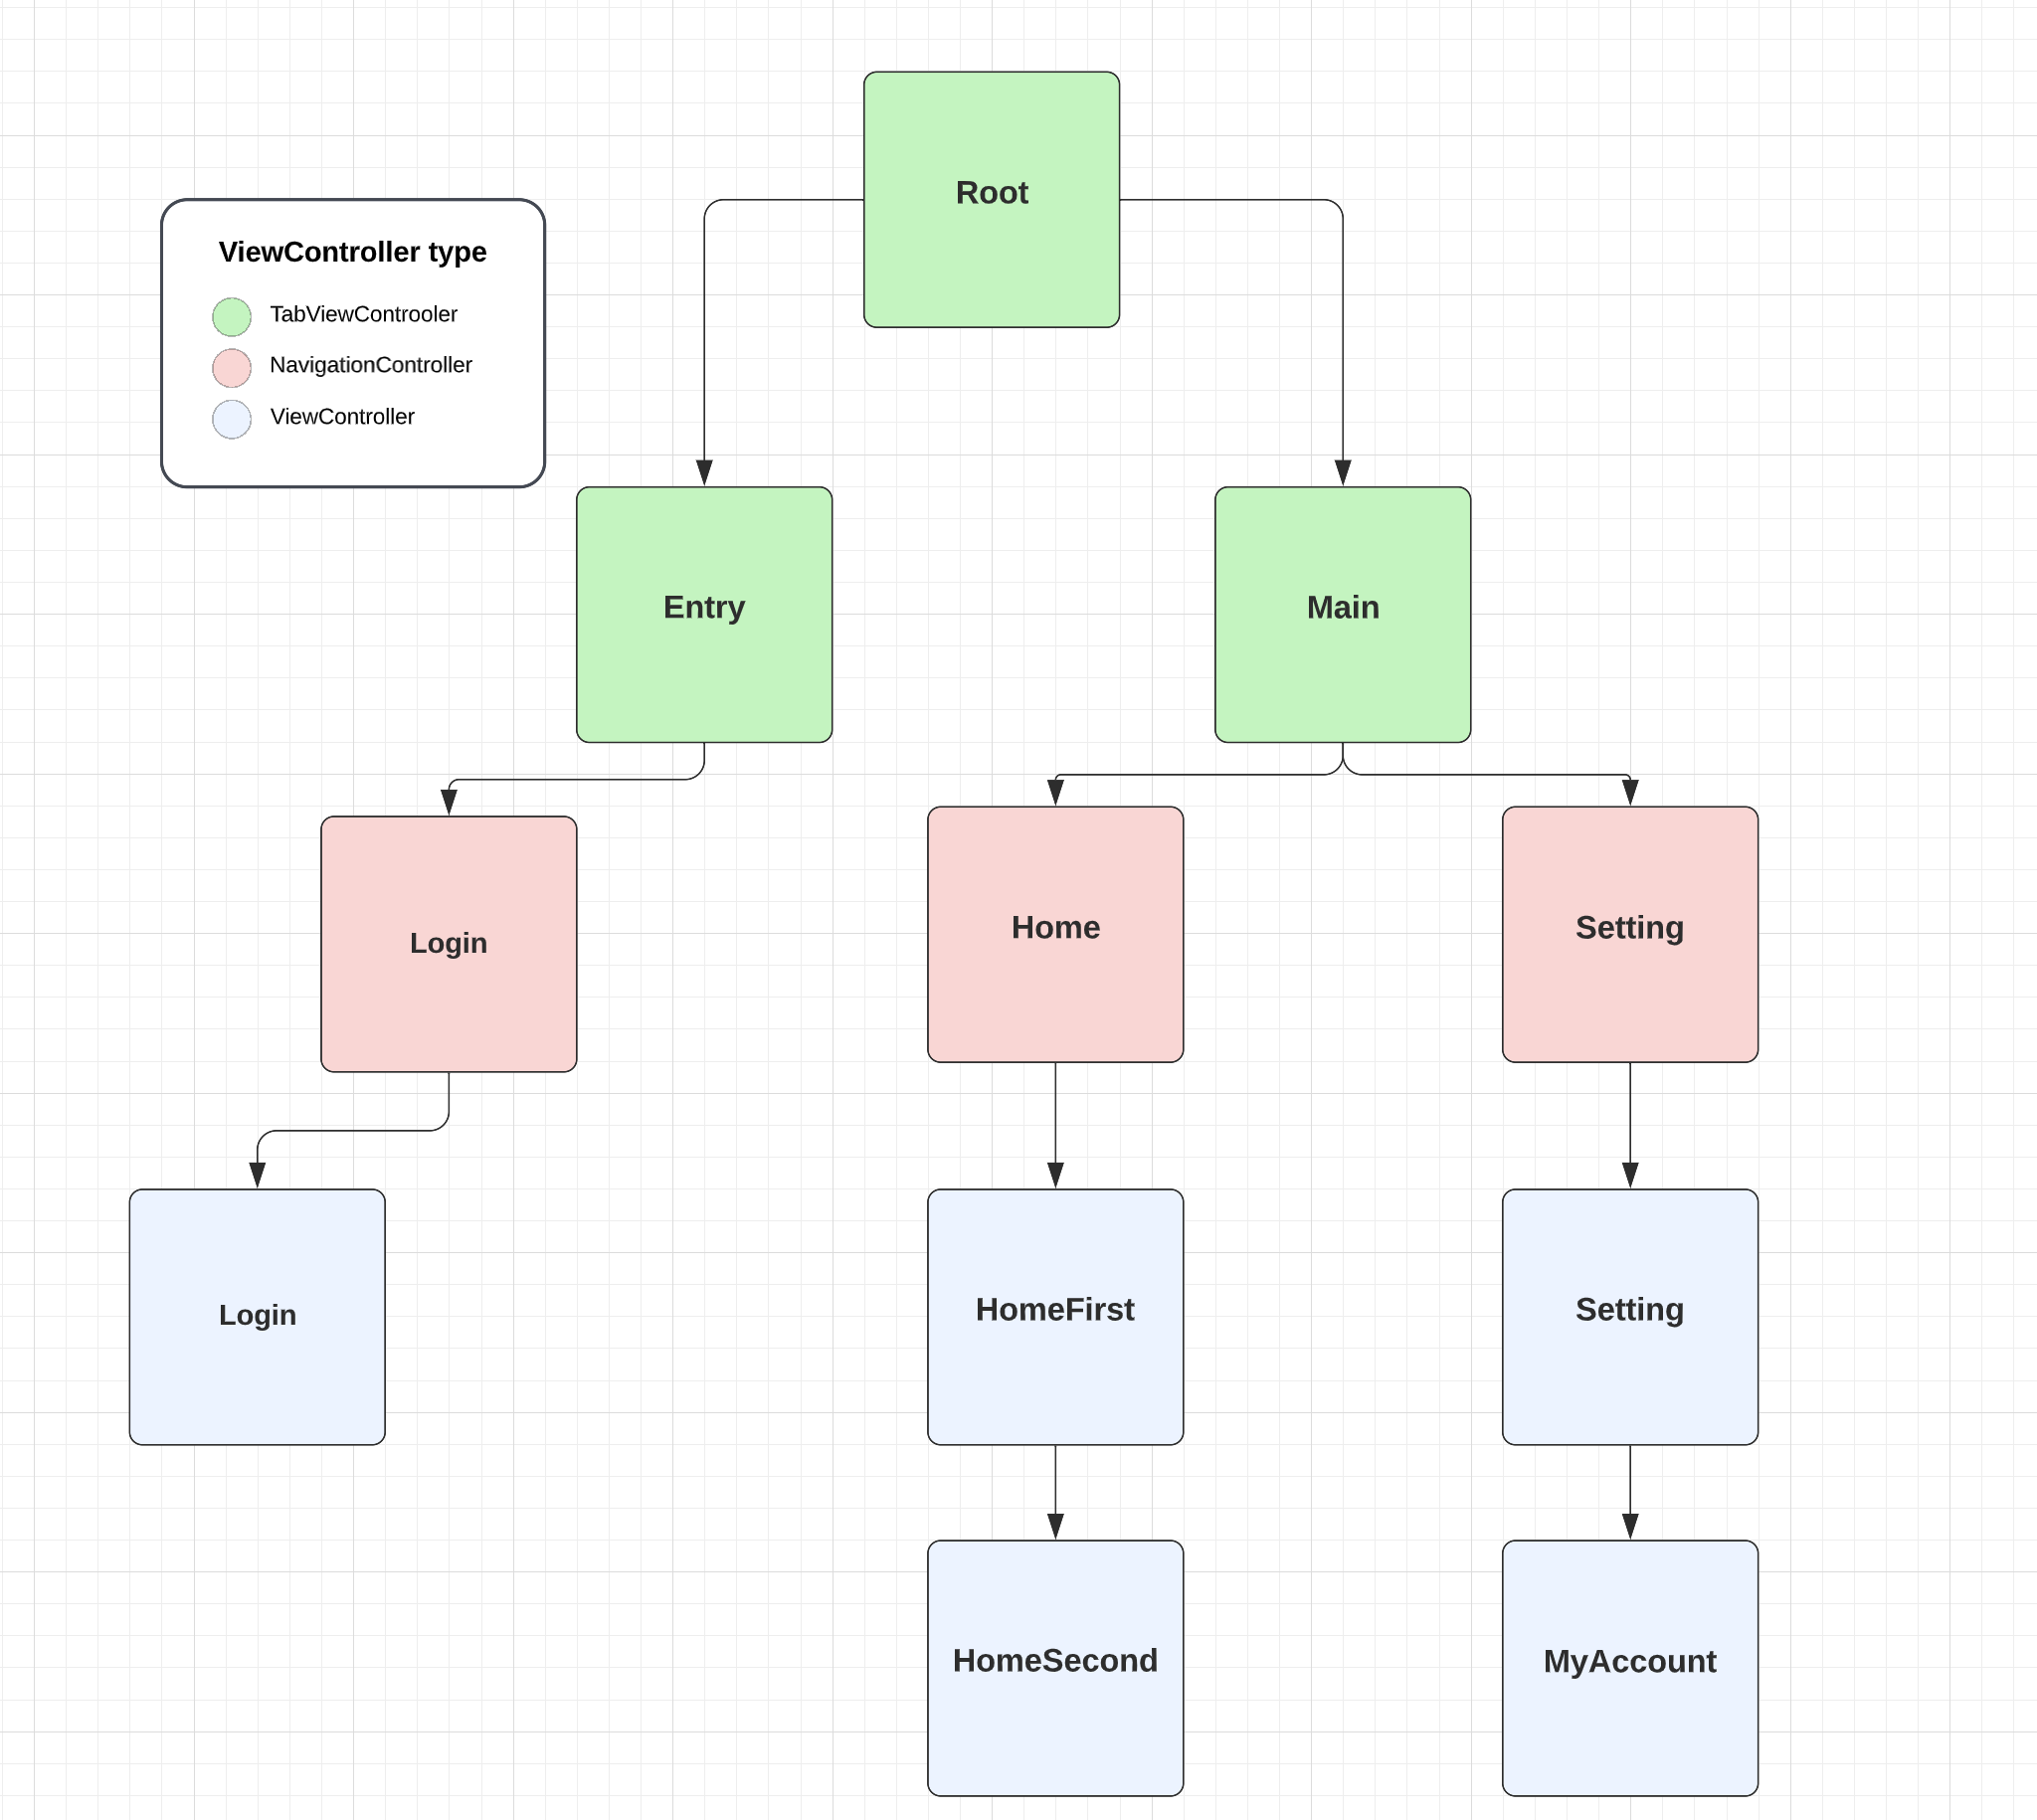 Root
ViewController type
TabViewControoler
NavigationController
ViewController
Entry
Main
Login
Home
Setting
Login
HomeFirst
Setting
HomeSecond
MyAccount